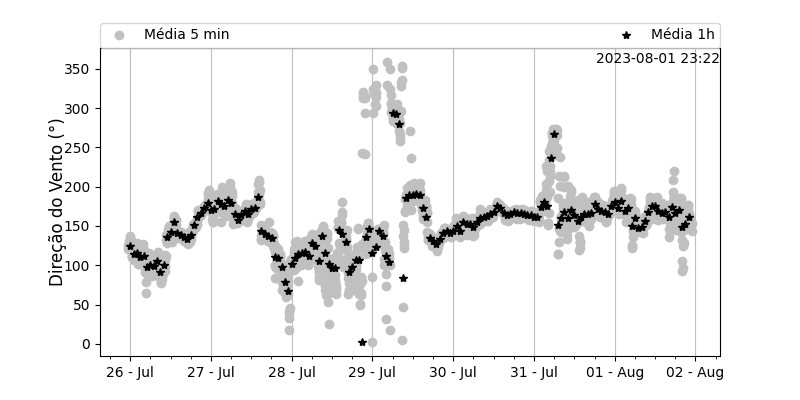 Média 5 min
Média 1h
2023-08-01 23:22
Direção do Vento (°)
350
300
250
200
150
100
50
0
26 - Jul
27 - Jul
28 - Jul
29 - Jul
30 - Jul
31 - Jul
01 - Aug
02 - Aug